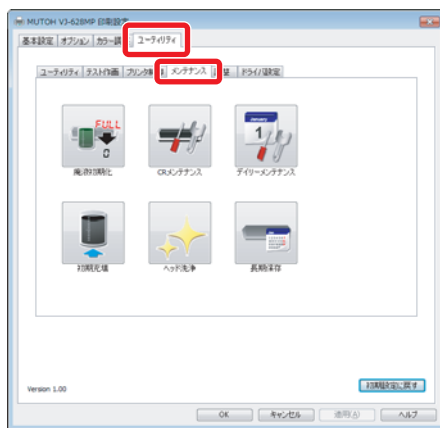 MUTOH V3-628MP 印刷設定
基本設定 オプション カラー調 ユーティリティ
ユーティリティ テスト作画 プリンタ メンテナンス ドライバ設定
FULL
0
January
1
廃液初期化 CRメンテナンス デイリーメンテナンス
初期充填 ヘッド洗浄 長期保存
Version 1.00 初期設定に戻す
OK キャンセル 適用(A) ヘルプ